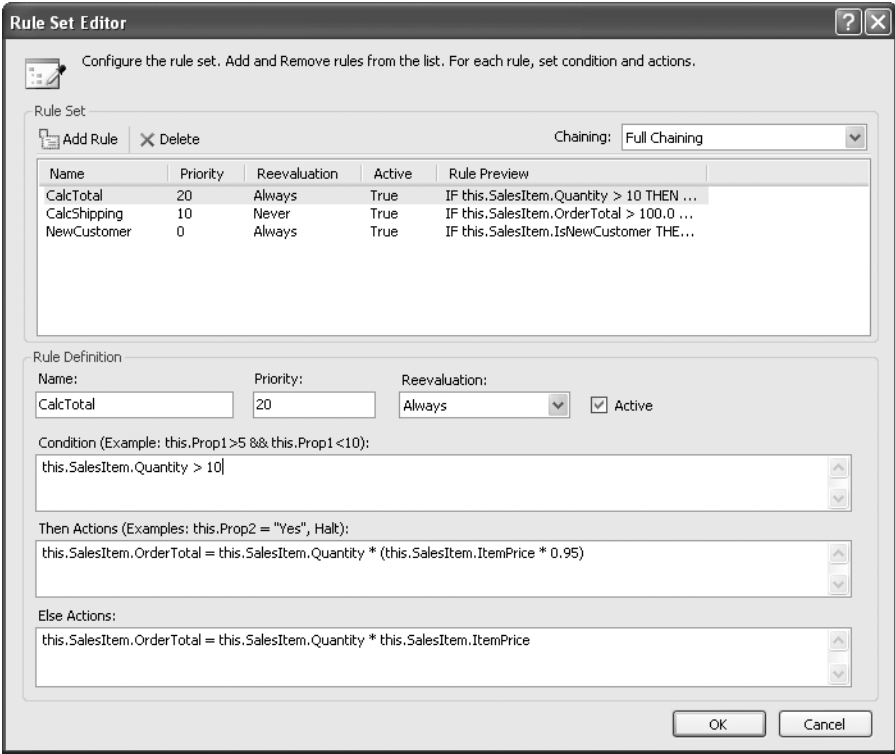 Rule Set Editor
Configure the rule set. Add and Remove rules from the list. For each rule, set condition and actions.
Rule Set
Add Rule Delete Chaining: Full Chaining
Name Priority Reevaluation Active Rule Preview
CalcTotal 20 Always True IF this.SalesItem.Quantity > 10 THEN ...
CalcShipping 10 Never True IF this.SalesItem.OrderTotal > 100.0 ...
NewCustomer 0 Always True IF this.SalesItem.IsNewCustomer THE...
Rule Definition
Name: Priority: Reevaluation:
CalcTotal 20 Always Active
Condition (Example: this.Prop1>5 && this.Prop1<10):
this.SalesItem.Quantity > 10
Then Actions (Examples: this.Prop2 = "Yes", Halt):
this.SalesItem.OrderTotal = this.SalesItem.Quantity * (this.SalesItem.ItemPrice * 0.95)
Else Actions:
this.SalesItem.OrderTotal = this.SalesItem.Quantity * this.SalesItem.ItemPrice
OK Cancel